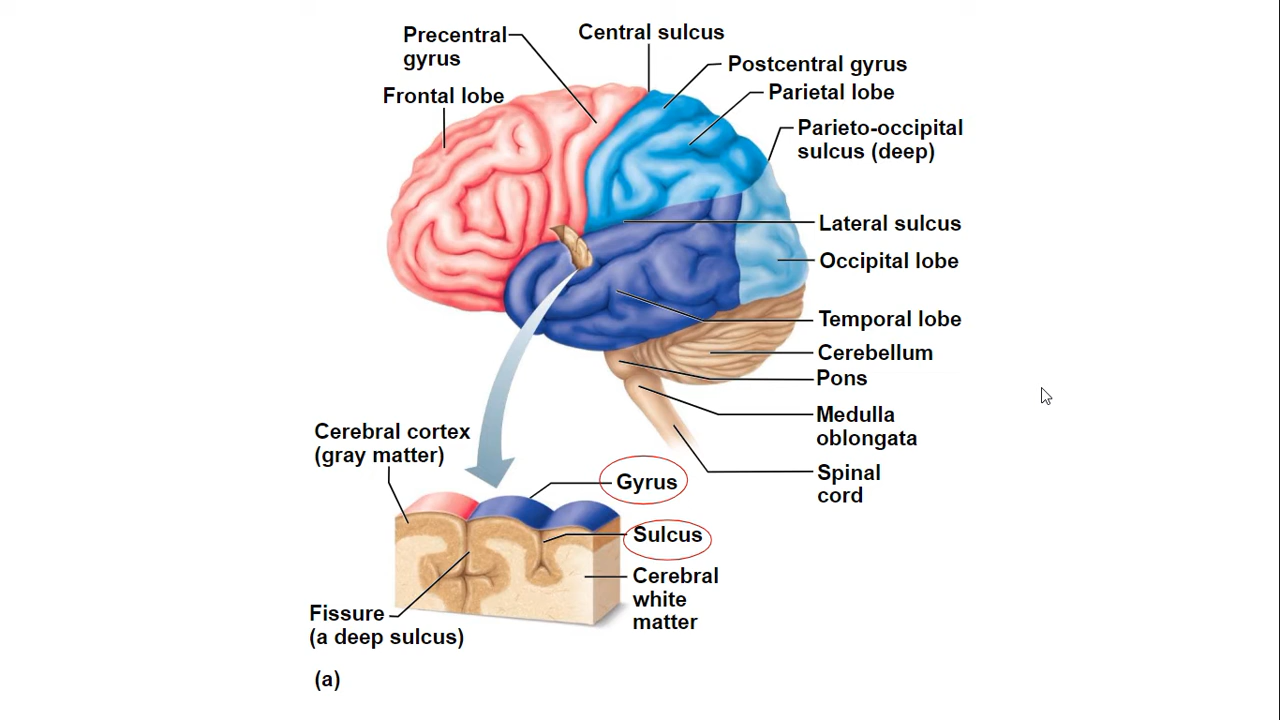 Precentral
gyrus
Central sulcus
Postcentral gyrus
Frontal lobe
Parietal lobe
Parieto-occipital
sulcus (deep)
Lateral sulcus
Occipital lobe
Temporal lobe
Cerebellum
Pons
Medulla
oblongata
Spinal
cord
Cerebral cortex
(gray matter)
Gyrus
Sulcus
Cerebral
white
matter
Fissure
(a deep sulcus)
(a)